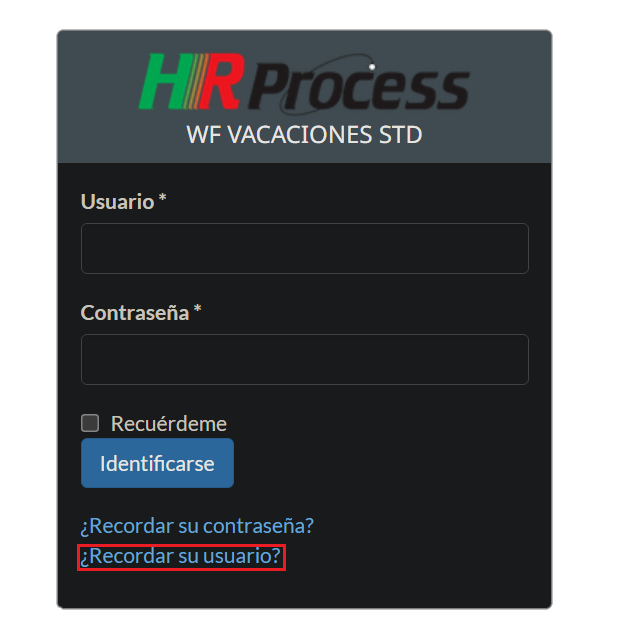 HR Process
WF VACACIONES STD
Usuario *
Contraseña *
Recuérdeme
Identificarse
¿Recordar su contraseña?
¿Recordar su usuario?